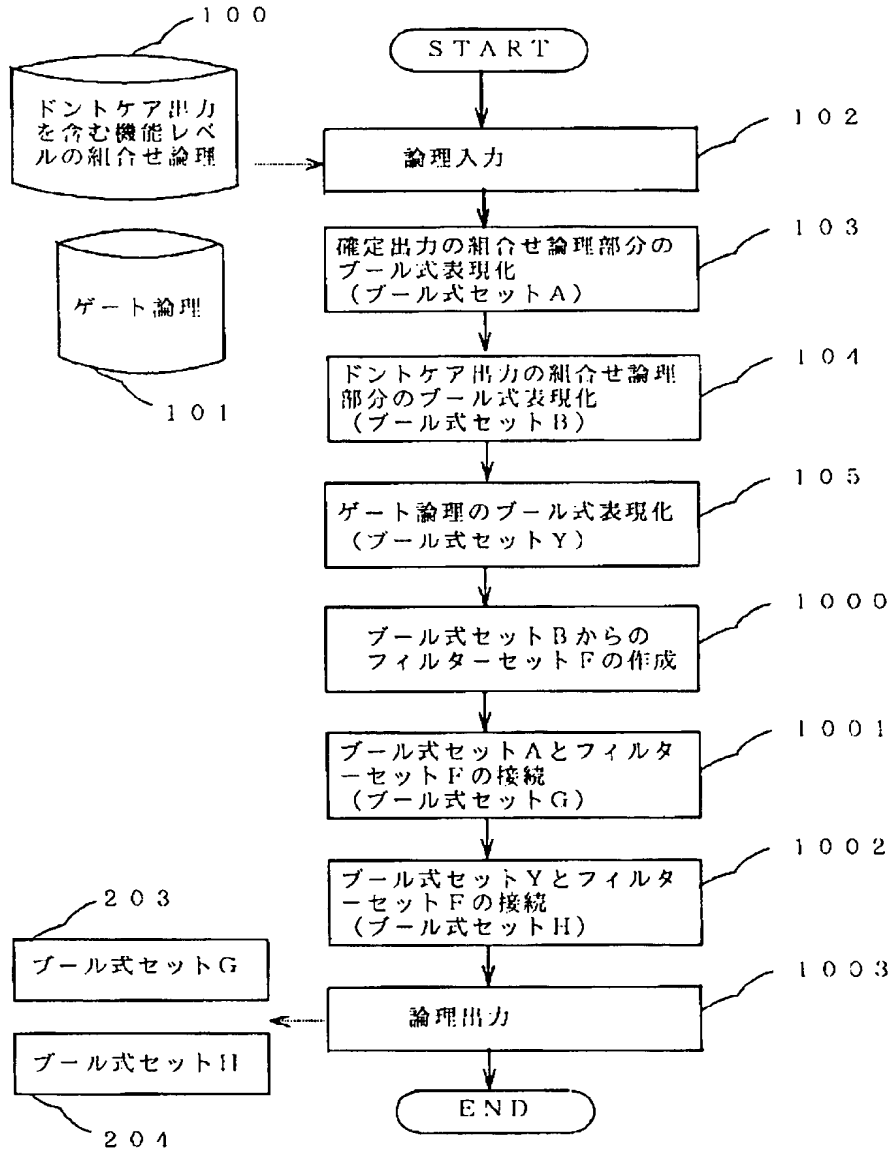 100
ドントケア出力
を含む機能レベ
ルの組合せ論理
ゲート論理
101
START
論理入力
102
確定出力の組合せ論理部分の
ブール式表現化
(ブール式セットA)
103
ドントケア出力の組合せ論理
部分のブール式表現化
(ブール式セットB)
104
ゲート論理のブール式表現化
(ブール式セットY)
105
ブール式セットBからの
フィルターセットFの作成
1000
ブール式セットAとフィルタ
ーセットFの接続
(ブール式セットG)
1001
ブール式セットYとフィルタ
ーセットFの接続
(ブール式セットH)
1002
論理出力
1003
203
ブール式セットG
ブール式セットH
204
END